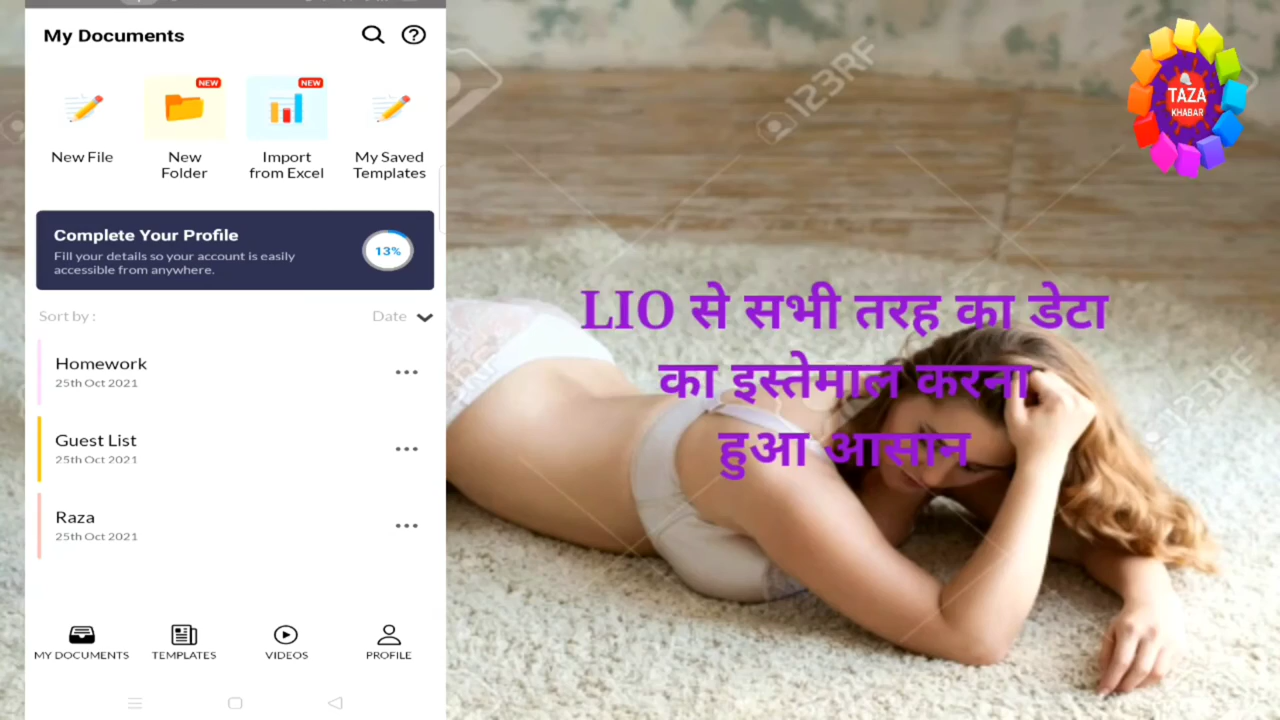 My Documents
NEW
NEW
New File
New Folder
Import from Excel
My Saved Templates
Complete Your Profile
Fill your details so your account is easily
accessible from anywhere.
13%
Sort by :
Date
Homework
25th Oct 2021
Guest List
25th Oct 2021
Raza
25th Oct 2021
MY DOCUMENTS
TEMPLATES
VIDEOS
PROFILE
LIO से सभी तरह का डेटा
का इस्तेमाल करना
हुआ आसान
TAZA
KHABAR
123RF
123RF